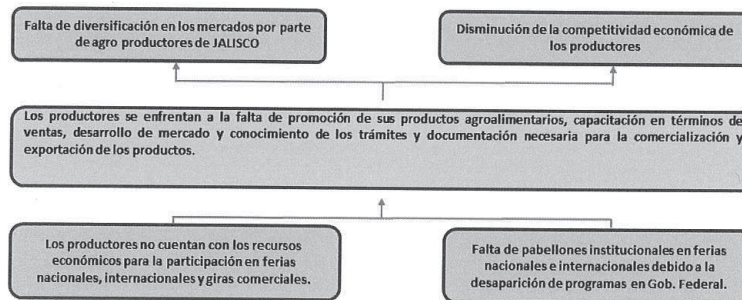 Falta de diversificación en los mercados por parte
de agro productores de JALISCO
Disminución de la competitividad económica de
los productores
Los productores se enfrentan a la falta de promoción de sus productos agroalimentarios, capacitación en términos de
ventas, desarrollo de mercado y conocimiento de los trámites y documentación necesaria para la comercialización y
exportación de los productos.
Los productores no cuentan con los recursos
económicos para la participación en ferias
nacionales, internacionales y giras comerciales.
Falta de pabellones institucionales en ferias
nacionales e internacionales debido a la
desaparición de programas en Gob. Federal.